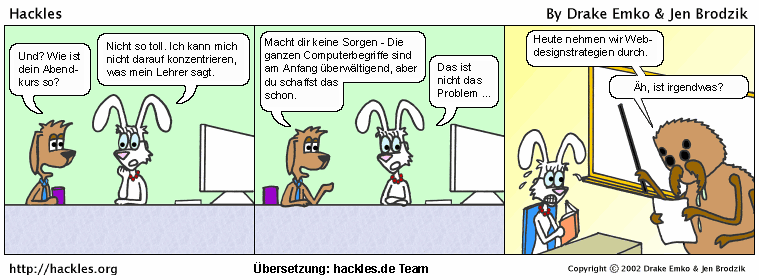 Hackles
By Drake Emko & Jen Brodzik
Und? Wie ist
dein Abend-
kurs so?
Nicht so toll. Ich kann mich
nicht darauf konzentrieren,
was mein Lehrer sagt.
Macht dir keine Sorgen - Die
ganzen Computerbegriffe sind
am Anfang überwältigend, aber
du schaffst das
schon.
Das ist
nicht das
Problem ...
Heute nehmen wir Web-
designstrategien durch.
Äh, ist irgendwas?
http://hackles.org
Übersetzung: hackles.de Team
Copyright © 2002 Drake Emko & Jen Brodzik